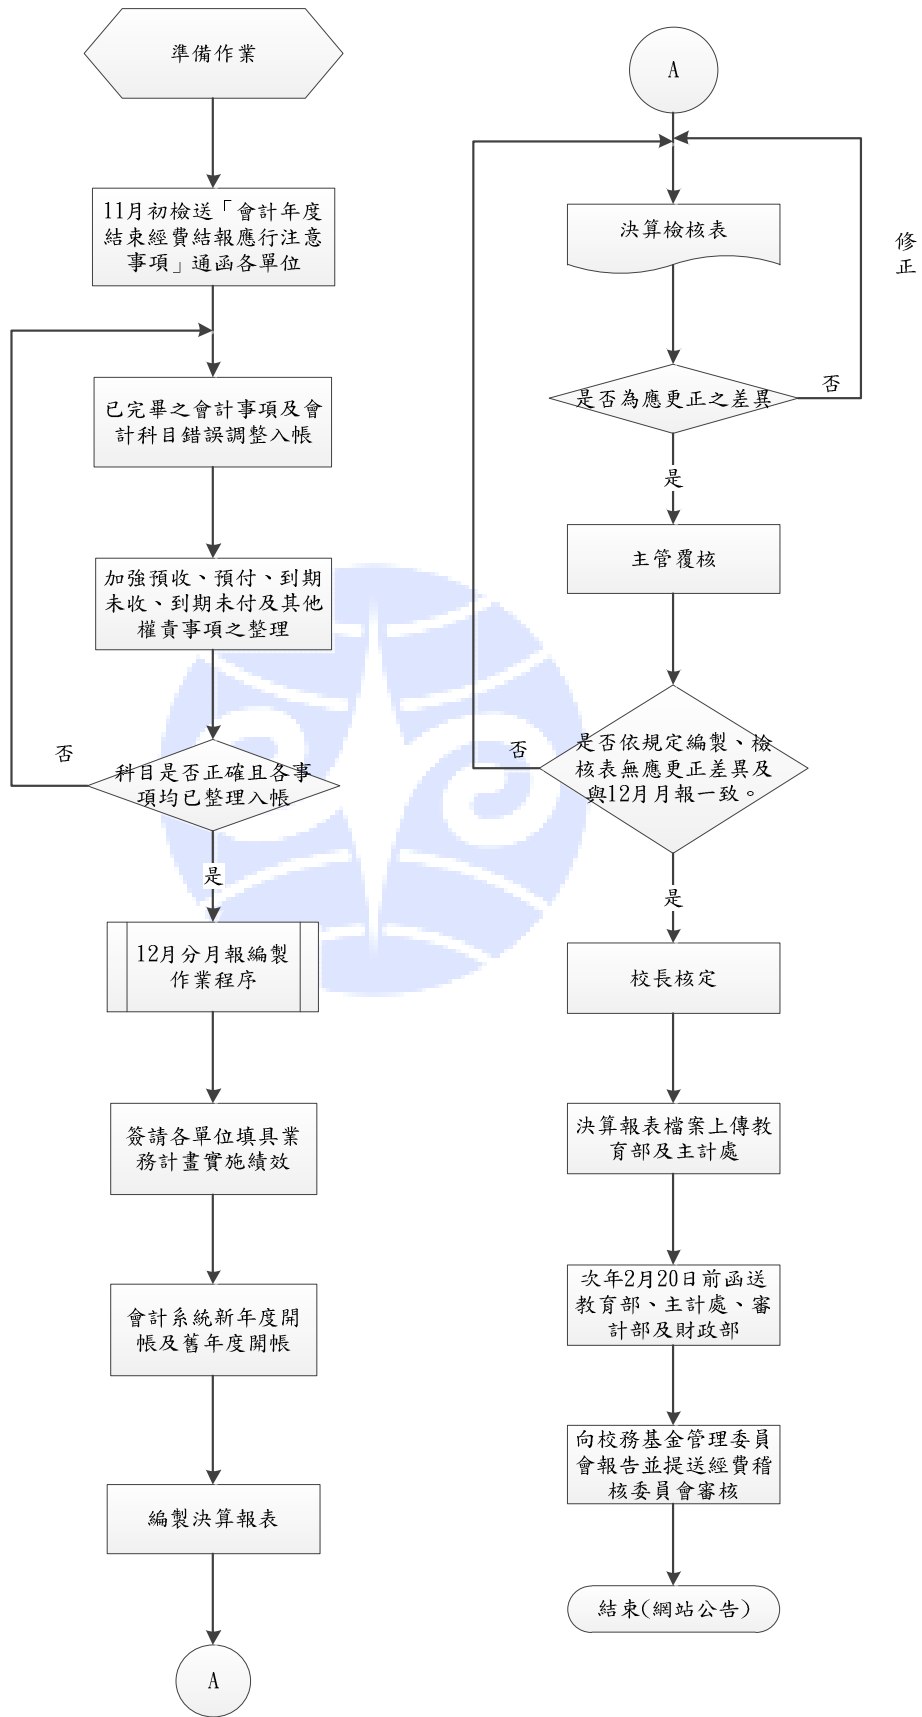 準備作業
11月初檢送「會計年度
結束經費結報應行注意
事項」通函各單位
已完畢之會計事項及會
計科目錯誤調整入帳
加強預收、預付、到期
未收、到期未付及其他
權責事項之整理
否
科目是否正確且各事
項均已整理入帳
是
12月分月報編製
作業程序
簽請各單位填具業
務計畫實施績效
會計系統新年度開
帳及舊年度開帳
編製決算報表
A
A
決算檢核表
修
正
是否為應更正之差異
否
是
主管覆核
否
是否依規定編製、檢
核表無應更正差異及
與12月月報一致。
是
校長核定
決算報表檔案上傳教
育部及主計處
次年2月20日前函送
教育部、主計處、審
計部及財政部
向校務基金管理委員
會報告並提送經費稽
核委員會審核
結束(網站公告)